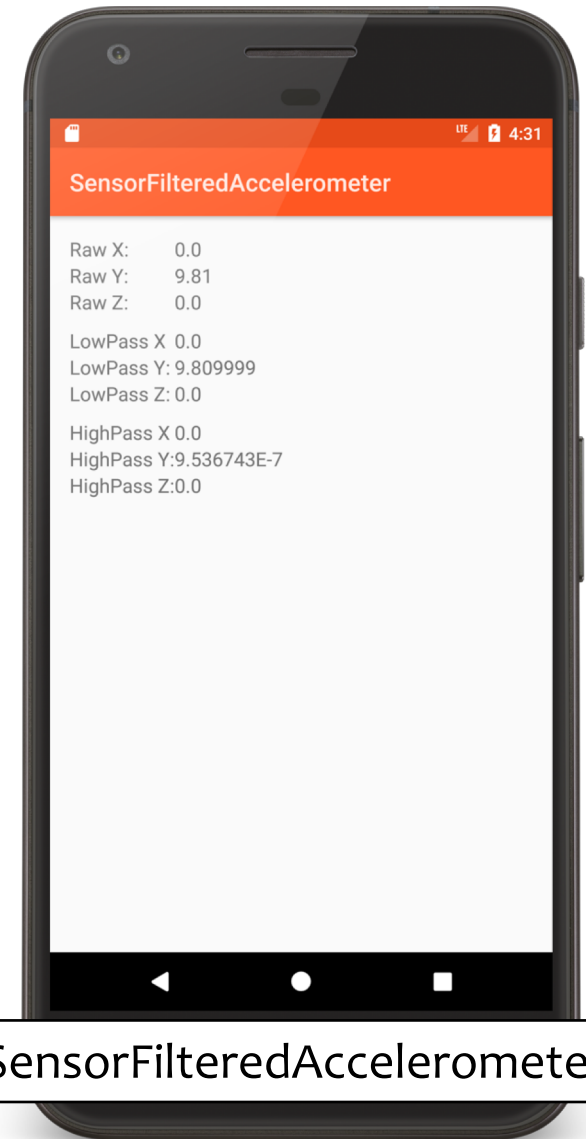 LTE 4:31
SensorFilteredAccelerometer
Raw X: 0.0
Raw Y: 9.81
Raw Z: 0.0
LowPass X 0.0
LowPass Y: 9.809999
LowPass Z: 0.0
HighPass X 0.0
HighPass Y:9.536743E-7
HighPass Z:0.0
SensorFilteredAccelerometer